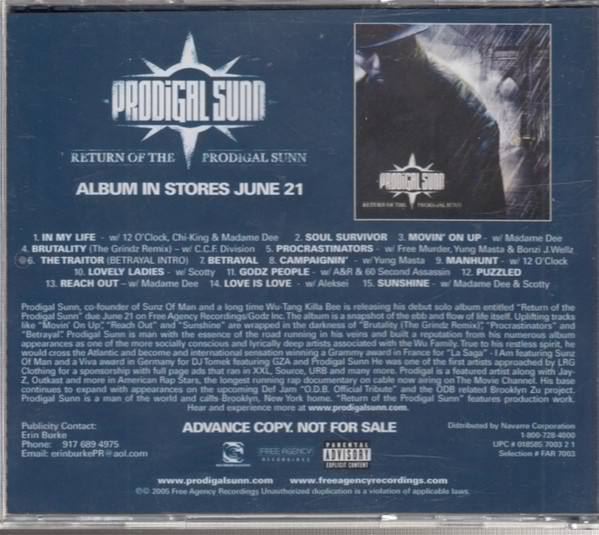 PRODIGAL SUNN
RETURN OF THE PRODIGAL SUNN
ALBUM IN STORES JUNE 21
PRODIGAL SUNN
RETURN OF THE PRODIGAL SUNN
1. IN MY LIFE - w/ 12 O'Clock, Chi-King & Madame Dee 2. SOUL SURVIVOR 3. MOVIN' ON UP - w/ Madame Dee
4. BRUTALITY (The Grindz Remix) – w/ C.C.F. Division 5. PROCRASTINATORS - w/ Free Murder, Yung Masta & Bonzi J.Wellz
6. THE TRAITOR (BETRAYAL INTRO) 7. BETRAYAL 8. CAMPAIGNIN' - w/Yung Masta 9. MANHUNT - w/ 12 O'Clock
10. LOVELY LADIES - w/ Scotty 11. GODZ PEOPLE - w/ A&R & 60 Second Assassin 12. PUZZLED
13. REACH OUT – w/ Madame Dee 14. LOVE IS LOVE - w/ Aleksei 15. SUNSHINE - w/ Madame Dee & Scotty
Prodigal Sunn, co-founder of Sunz Of Man and a long time Wu-Tang Killa Bee is releasing his debut solo album entitled "Return of the
Prodigal Sunn" due June 21 on Free Agency Recordings/Godz Inc. The album is a snapshot of the ebb and flow of life itself. Uplifting tracks
like "Movin' On Up," "Reach Out" and "Sunshine" are wrapped in the darkness of "Brutality (The Grindz Remix);" "Procrastinators" and
"Betrayal." Prodigal Sunn is man with the essence of the road running in his veins and built a reputation from his numerous album
appearances as one of the more socially conscious and lyrically deep artists associated with the Wu Family. True to his restless spirit, he
would cross the Atlantic and become and international sensation winning a Grammy award in France for "La Saga" - I Am featuring Sunz
Of Man and a Viva award in Germany for DJ Tomek featuring GZA and Prodigal Sunn He was one of the first artists approached by LRG
Clothing for a sponsorship with full page ads that ran in XXL, Source, URB and many more. Prodigal is a featured artist along with Jay-
Z, Outkast and more in American Rap Stars, the longest running rap documentary on cable now airing on The Movie Channel. His base
continues to expand with appearances on the upcoming Def Jam "O.D.B. Official Tribute" and the ODB related Brooklyn Zu project.
Prodigal Sunn is a man of the world and calls Brooklyn, New York home. "Return of the Prodigal Sunn" features production work.
Hear and experience more at www.prodigalsunn.com.
Publicity Contact:
Erin Burke
Phone: 917 689 4975
Email: erinburkePR@aol.com
ADVANCE COPY. NOT FOR SALE
FREE AGENCY
RECORDINGS
PARENTAL
ADVISORY
EXPLICIT CONTENT
Distributed by Navarre Corporation
1-800-728-4000
UPC # 018585 7003 2 1
Selection # FAR 7003
www.prodigalsunn.com www.freeagencyrecordings.com
℗© 2005 Free Agency Recordings Unauthorized duplication is a violation of applicable laws.